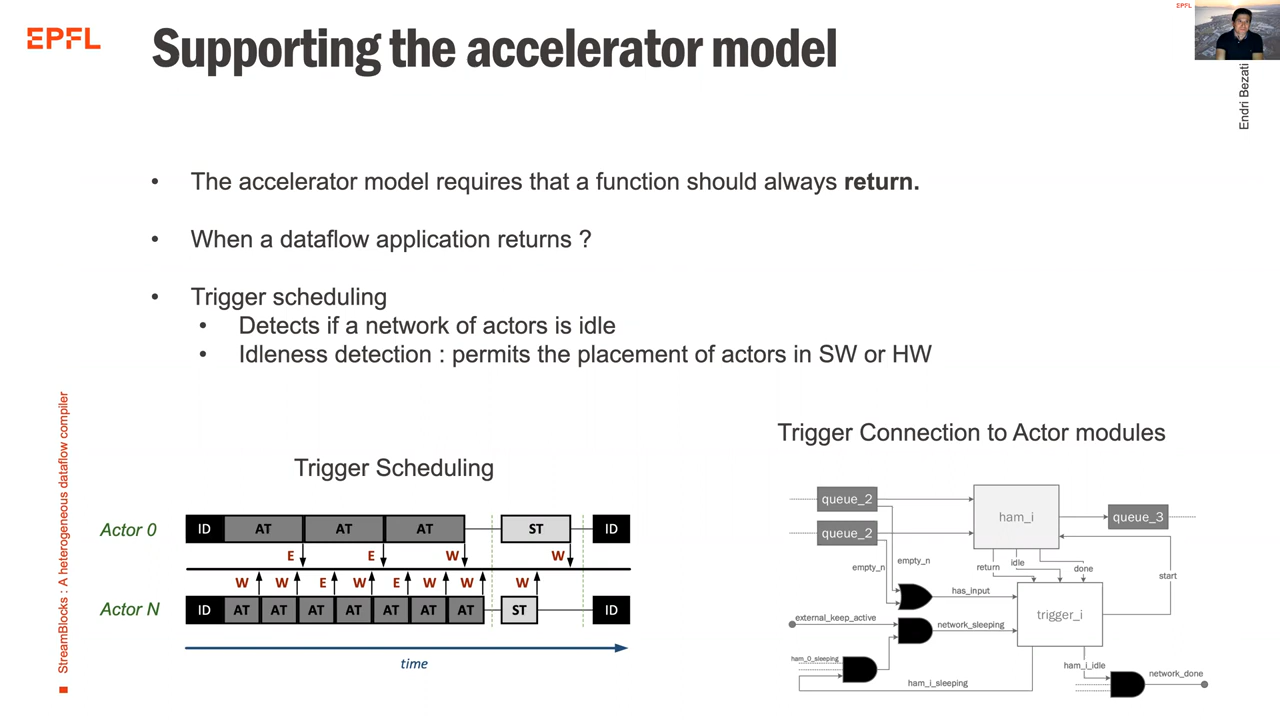 EPFL
Supporting the accelerator model
EPFL
Endri Bezati
• The accelerator model requires that a function should always return.
• When a dataflow application returns ?
• Trigger scheduling
• Detects if a network of actors is idle
• Idleness detection : permits the placement of actors in SW or HW
StreamBlocks : A heterogeneous dataflow compiler
Trigger Scheduling
Actor 0
ID AT AT AT ST ID
E E W W
W W E W E W W W
Actor N
ID AT AT AT AT AT AT AT ST ID
time
Trigger Connection to Actor modules
queue_2
queue_2
ham_i
queue_3
empty_n
empty_n
return
idle
done
start
has_input
trigger_i
external_keep_active
network_sleeping
ham_0_sleeping
ham_i_sleeping
ham_i_idle
network_done